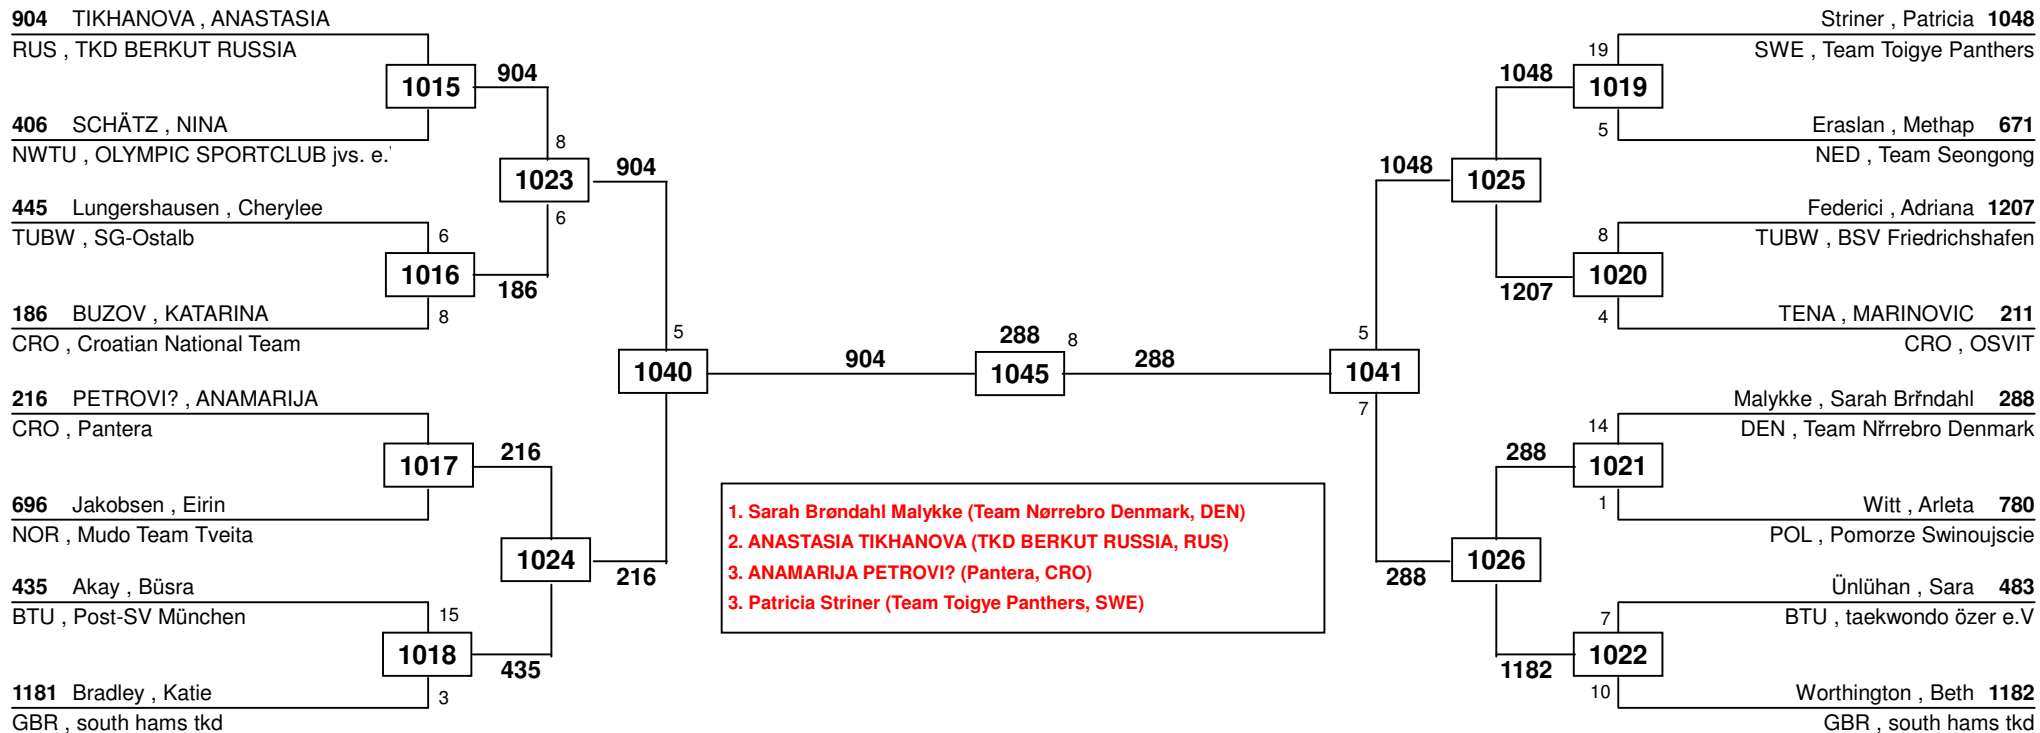 904 TIKHANOVA , ANASTASIA
RUS , TKD BERKUT RUSSIA
1015
904
406 SCHÄTZ , NINA
NWTU , OLYMPIC SPORTCLUB jvs. e.'
8
1023
904
6
445 Lungershausen , Cherylee
TUBW , SG-Ostalb
6
1016
186
8
186 BUZOV , KATARINA
CRO , Croatian National Team
5
1040
904
216 PETROVI? , ANAMARIJA
CRO , Pantera
1017
216
696 Jakobsen , Eirin
NOR , Mudo Team Tveita
1024
216
435 Akay , Büsra
BTU , Post-SV München
15
1018
435
3
1181 Bradley , Katie
GBR , south hams tkd
288 8
1045
288
1. Sarah Brøndahl Malykke (Team Nørrebro Denmark, DEN)
2. ANASTASIA TIKHANOVA (TKD BERKUT RUSSIA, RUS)
3. ANAMARIJA PETROVI? (Pantera, CRO)
3. Patricia Striner (Team Toigye Panthers, SWE)
Striner , Patricia 1048
SWE , Team Toigye Panthers
19
1048
1019
5
Eraslan , Methap 671
NED , Team Seongong
1048
1025
Federici , Adriana 1207
TUBW , BSV Friedrichshafen
8
1020
1207
4
TENA , MARINOVIC 211
CRO , OSVIT
5
1041
7
Malykke , Sarah Břndahl 288
DEN , Team Nřrrebro Denmark
14
288
1021
1
Witt , Arleta 780
POL , Pomorze Swinoujscie
1026
288
Ünlühan , Sara 483
BTU , taekwondo özer e.V
7
1022
1182
10
Worthington , Beth 1182
GBR , south hams tkd